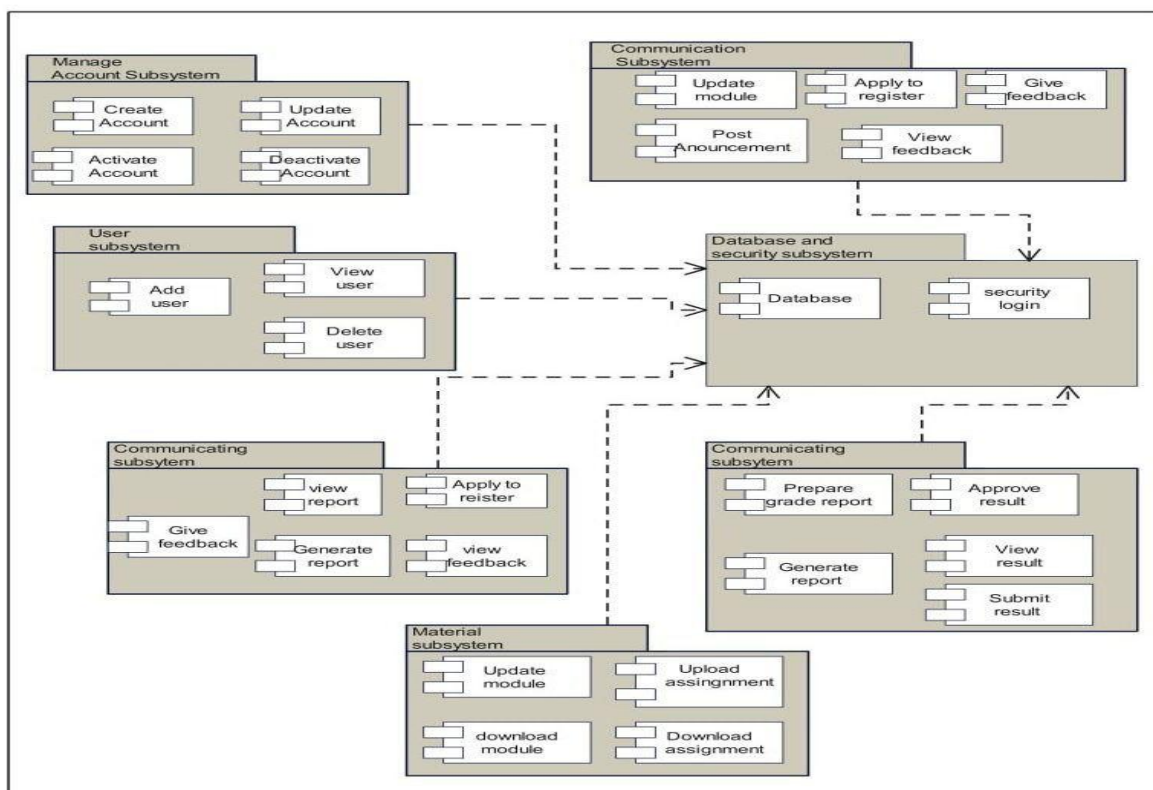 Manage
Account Subsystem
Create
Account
Update
Account
Activate
Account
Deactivate
Account
Communication
Subsystem
Update
module
Apply to
register
Give
feedback
Post
Anouncement
View
feedback
User
subsystem
Add
user
View
user
Delete
user
Database and
security subsystem
Database
security
login
Communicating
subsytem
view
report
Apply to
reister
Give
feedback
Generate
report
view
feedback
Communicating
subsytem
Prepare
grade report
Approve
result
Generate
report
View
result
Submit
result
Material
subsystem
Update
module
Upload
assingnment
download
module
Download
assignment